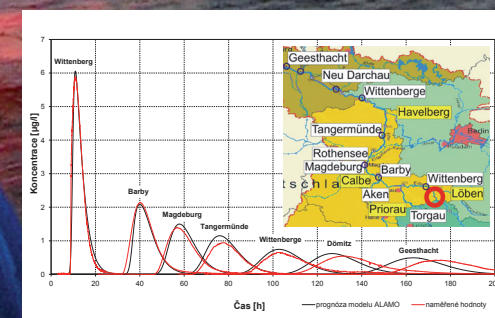 Koncentrace [µg/l]
7
6
5
4
3
2
1
0
Wittenberg
Barby
Magdeburg
Tangermünde
Wittenberge
Dömitz
Geesthacht
0 20 40 60 80 100 120 140 160 180 200
Čas [h]
prognóza modelu ALAMO naměřené hodnoty
Geesthacht
Neu Darchau
Wittenberge
Havelberg
Tangermünde
Rothensee
Magdeburg
Barby
Calbe
Wittenberg
Aken
Löben
Priorau
Torgau